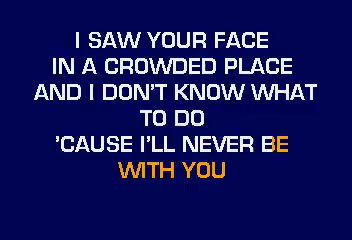 I SAW YOUR FACE
IN A CROWDED PLACE
AND I DON'T KNOW WHAT
TO DO
'CAUSE I'LL NEVER BE
WITH YOU